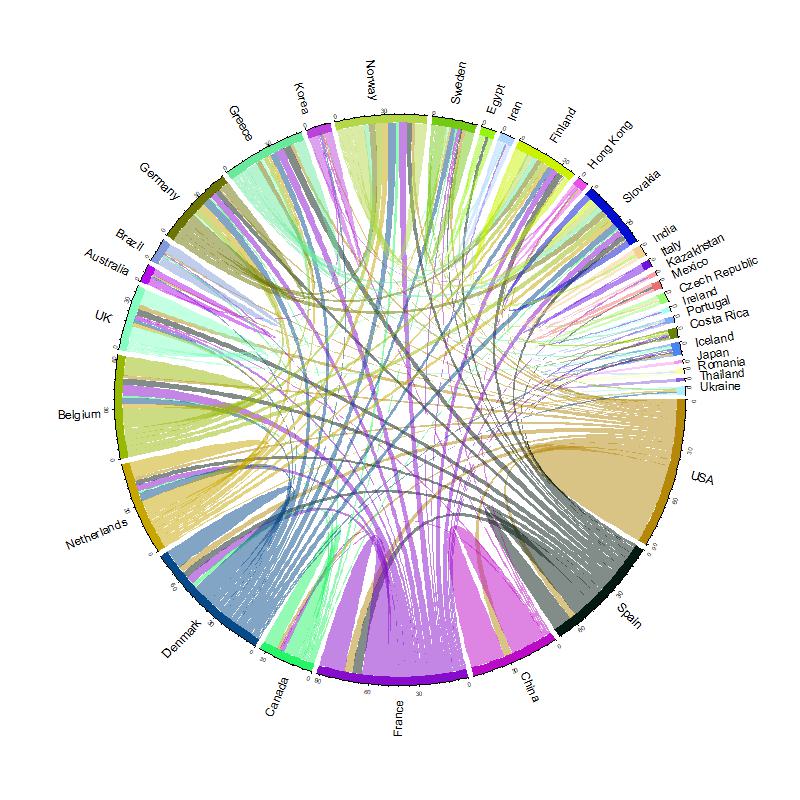 Norway
Sweden
Egypt
Iran
Finland
Hong Kong
Slovakia
India
Italy
Kazakhstan
Mexico
Czech Republic
Ireland
Portugal
Costa Rica
Iceland
Japan
Romania
Thailand
Ukraine
USA
Spain
China
France
Canada
Denmark
Netherlands
Belgium
UK
Australia
Brazil
Germany
Greece
Korea